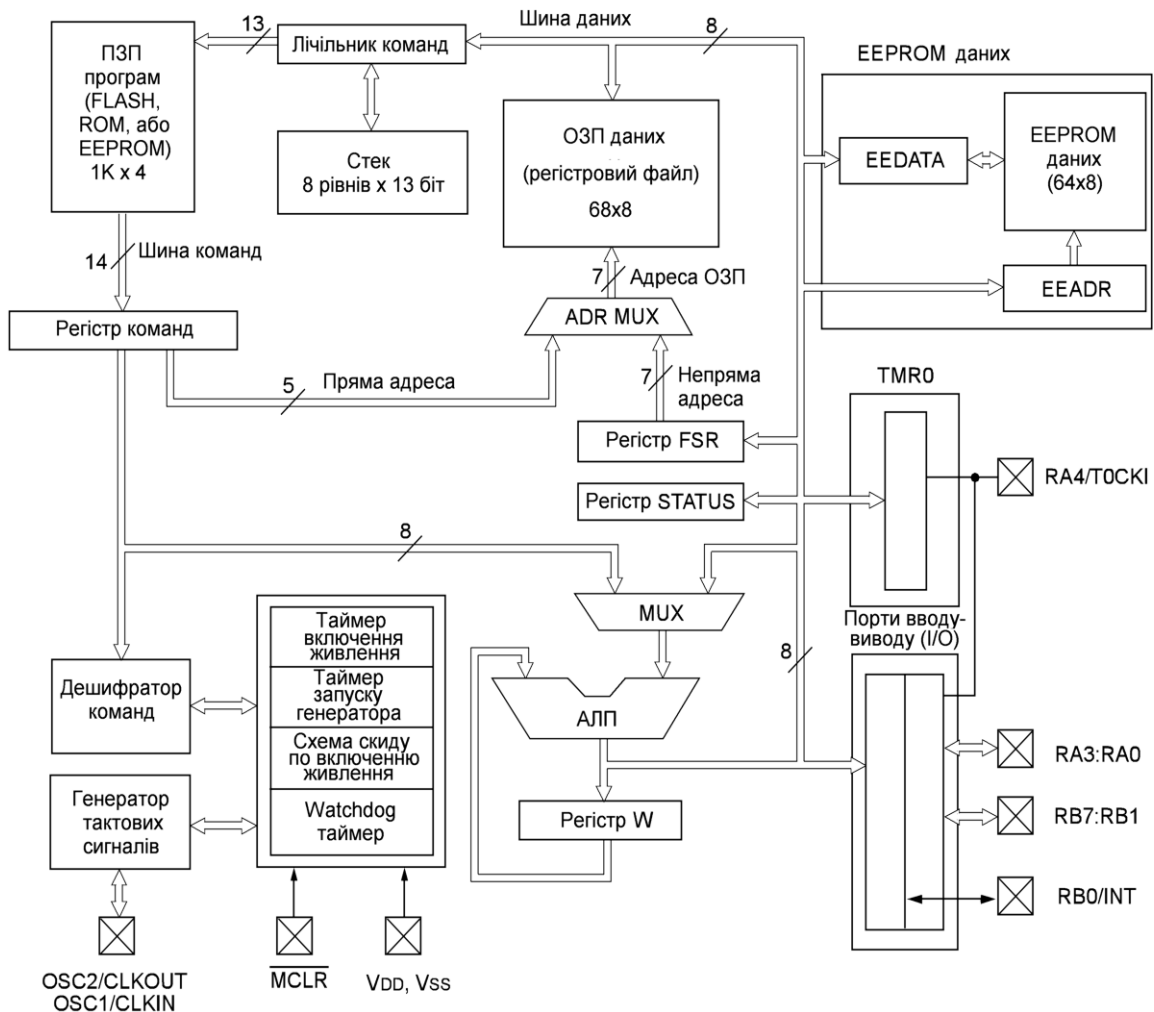 13
Шина даних
8
ПЗП
програм
(FLASH,
ROM, або
EEPROM)
1K x 4
Лічільник команд
Стек
8 рівнів x 13 біт
ОЗП даних
(регістровий файл)
68x8
EEPROM даних
EEDATA
EEPROM
даних
(64x8)
EEADR
14
Шина команд
7
Адреса ОЗП
ADR MUX
Регістр команд
5
Пряма адреса
7
Непряма
адреса
Регістр FSR
Регістр STATUS
TMR0
RA4/T0CKI
8
MUX
Порти вводу-
виводу (I/O)
8
Таймер
включення
живлення
Таймер
запуску
генератора
Схема скиду
по включенню
живлення
Watchdog
таймер
Дешифратор
команд
Генератор
тактових
сигналів
АЛП
Регістр W
RA3:RA0
RB7:RB1
RB0/INT
OSC2/CLKOUT
OSC1/CLKIN
MCLR
VDD, VSS